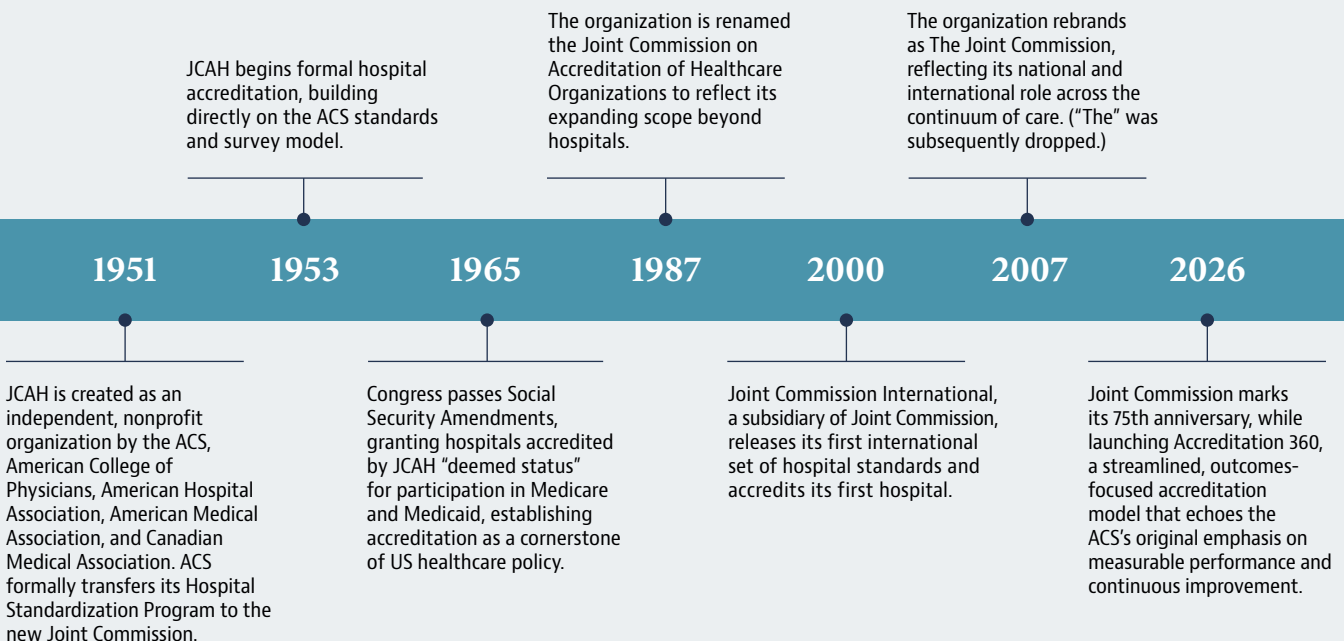 JCAH begins formal hospital
accreditation, building
directly on the ACS standards
and survey model.
The organization is renamed
the Joint Commission on
Accreditation of Healthcare
Organizations to reflect its
expanding scope beyond
hospitals.
The organization rebrands
as The Joint Commission,
reflecting its national and
international role across the
continuum of care. (“The” was
subsequently dropped.)
1951 1953 1965 1987 2000 2007 2026
JCAH is created as an
independent, nonprofit
organization by the ACS,
American College of
Physicians, American Hospital
Association, American Medical
Association, and Canadian
Medical Association. ACS
formally transfers its Hospital
Standardization Program to the
new Joint Commission.
Congress passes Social
Security Amendments,
granting hospitals accredited
by JCAH “deemed status”
for participation in Medicare
and Medicaid, establishing
accreditation as a cornerstone
of US healthcare policy.
Joint Commission International,
a subsidiary of Joint Commission,
releases its first international
set of hospital standards and
accredits its first hospital.
Joint Commission marks
its 75th anniversary, while
launching Accreditation 360,
a streamlined, outcomes-
focused accreditation
model that echoes the
ACS’s original emphasis on
measurable performance and
continuous improvement.